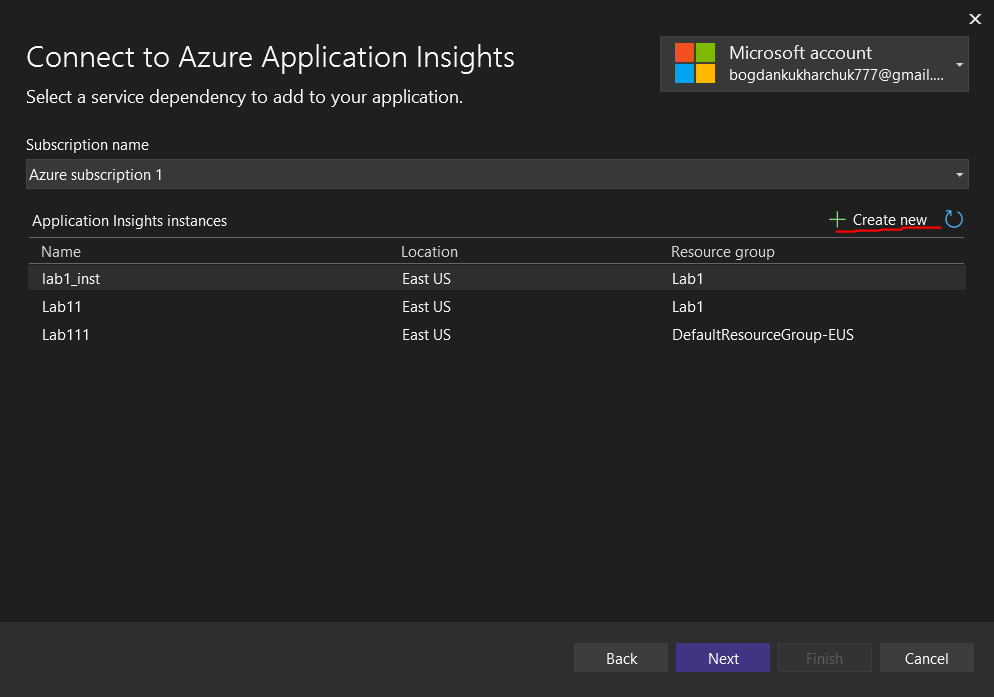 Connect to Azure Application Insights
Select a service dependency to add to your application.
Microsoft account
bogdankukharchuk777@gmail....
Subscription name
Azure subscription 1
Application Insights instances
Create new
Name Location Resource group
lab1_inst East US Lab1
Lab11 East US Lab1
Lab111 East US DefaultResourceGroup-EUS
Back Next Finish Cancel